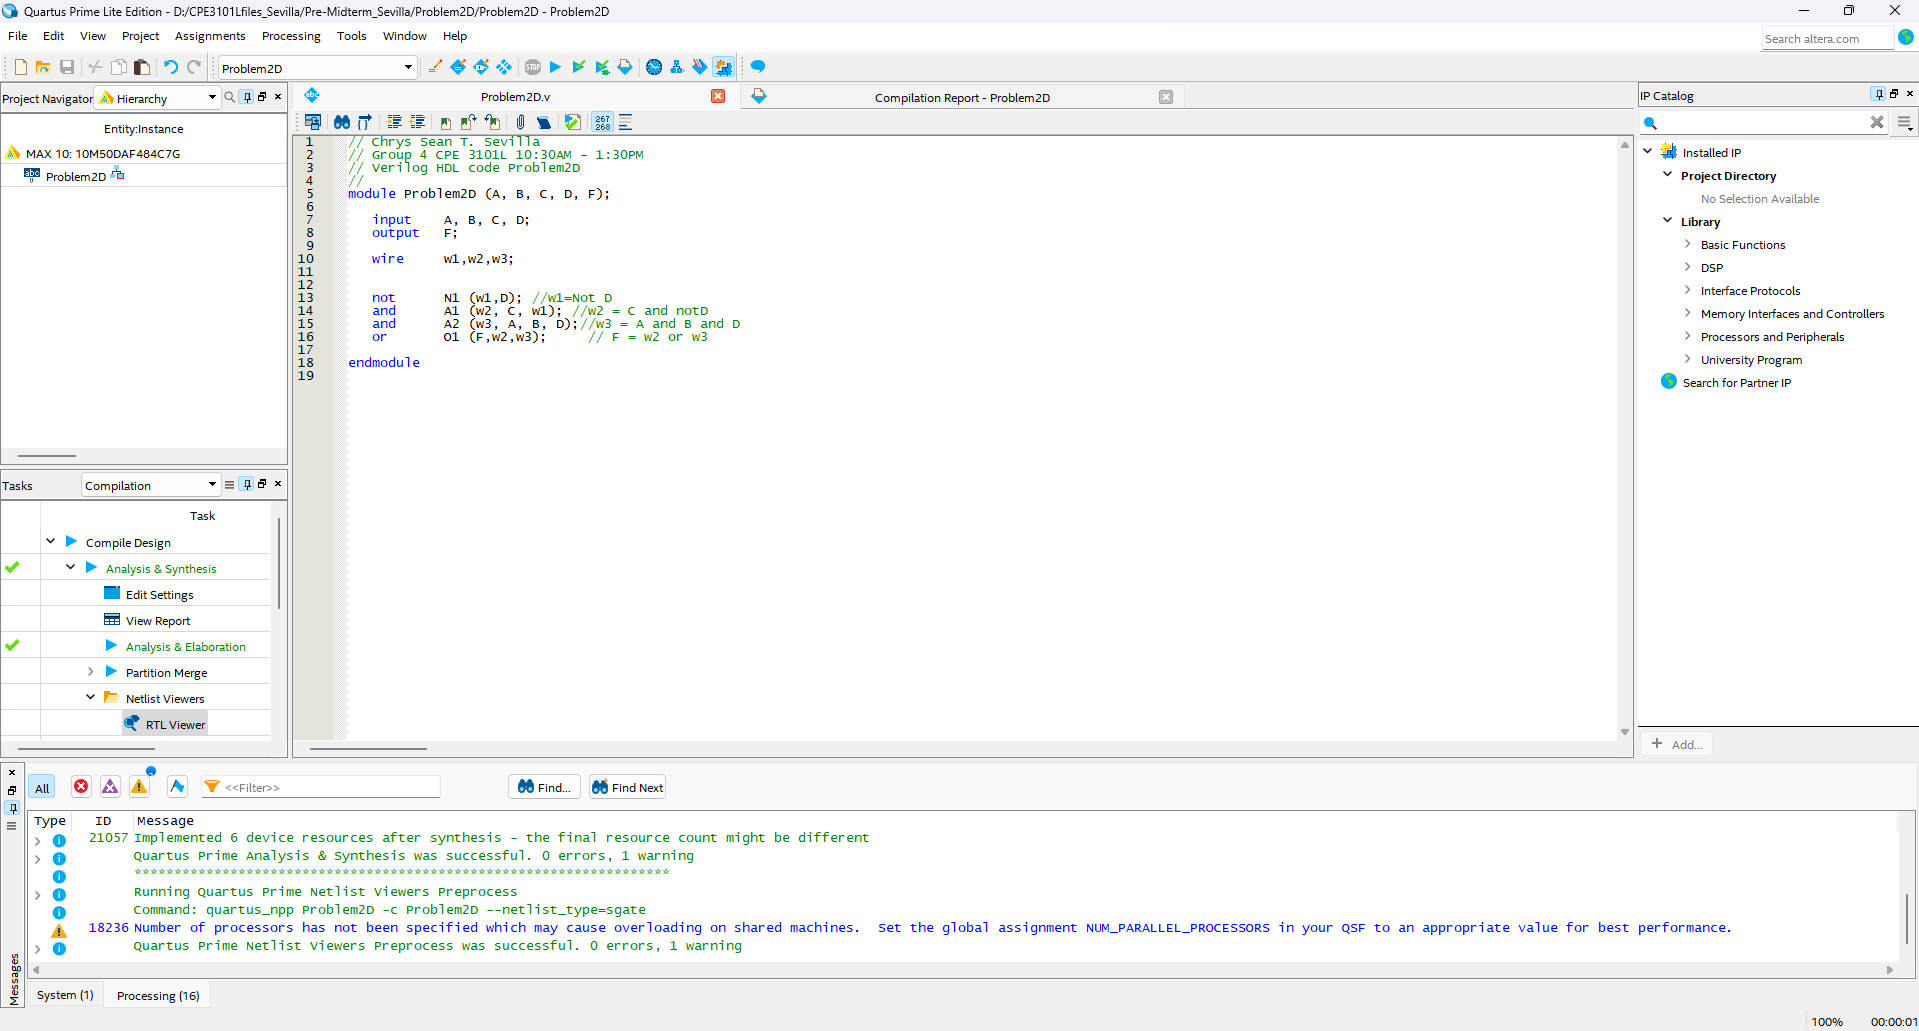 Quartus Prime Lite Edition - D:/CPE3101Lfiles_Sevilla/Pre-Midterm_Sevilla/Problem2D/Problem2D - Problem2D
File Edit View Project Assignments Processing Tools Window Help
Search altera.com
Problem2D
STOP
Project Navigator Hierarchy
Entity:Instance
MAX 10: 10M50DAF484C7G
abc Problem2D
Tasks Compilation
Task
Compile Design
Analysis & Synthesis
Edit Settings
View Report
Analysis & Elaboration
Partition Merge
Netlist Viewers
RTL Viewer
abc Problem2D.v
Compilation Report - Problem2D
267
268
1 // Chrys Sean T. Sevilla
2 // Group 4 CPE 3101L 10:30AM - 1:30PM
3 // Verilog HDL code Problem2D
4 //
5 module Problem2D (A, B, C, D, F);
6
7 input A, B, C, D;
8 output F;
9
10 wire w1,w2,w3;
11
12
13 not N1 (w1,D); //w1=Not D
14 and A1 (w2, C, w1); //w2 = C and notD
15 and A2 (w3, A, B, D);//w3 = A and B and D
16 or O1 (F,w2,w3); // F = w2 or w3
17
18 endmodule
19
IP Catalog
Installed IP
Project Directory
No Selection Available
Library
Basic Functions
DSP
Interface Protocols
Memory Interfaces and Controllers
Processors and Peripherals
University Program
Search for Partner IP
+ Add...
All <<Filter>> Find... Find Next
Type ID Message
21057 Implemented 6 device resources after synthesis - the final resource count might be different
Quartus Prime Analysis & Synthesis was successful. 0 errors, 1 warning
*******************************************************************
Running Quartus Prime Netlist Viewers Preprocess
Command: quartus_npp Problem2D -c Problem2D --netlist_type=sgate
18236 Number of processors has not been specified which may cause overloading on shared machines. Set the global assignment NUM_PARALLEL_PROCESSORS in your QSF to an appropriate value for best performance.
Quartus Prime Netlist Viewers Preprocess was successful. 0 errors, 1 warning
Messages
System (1) Processing (16)
100% 00:00:01